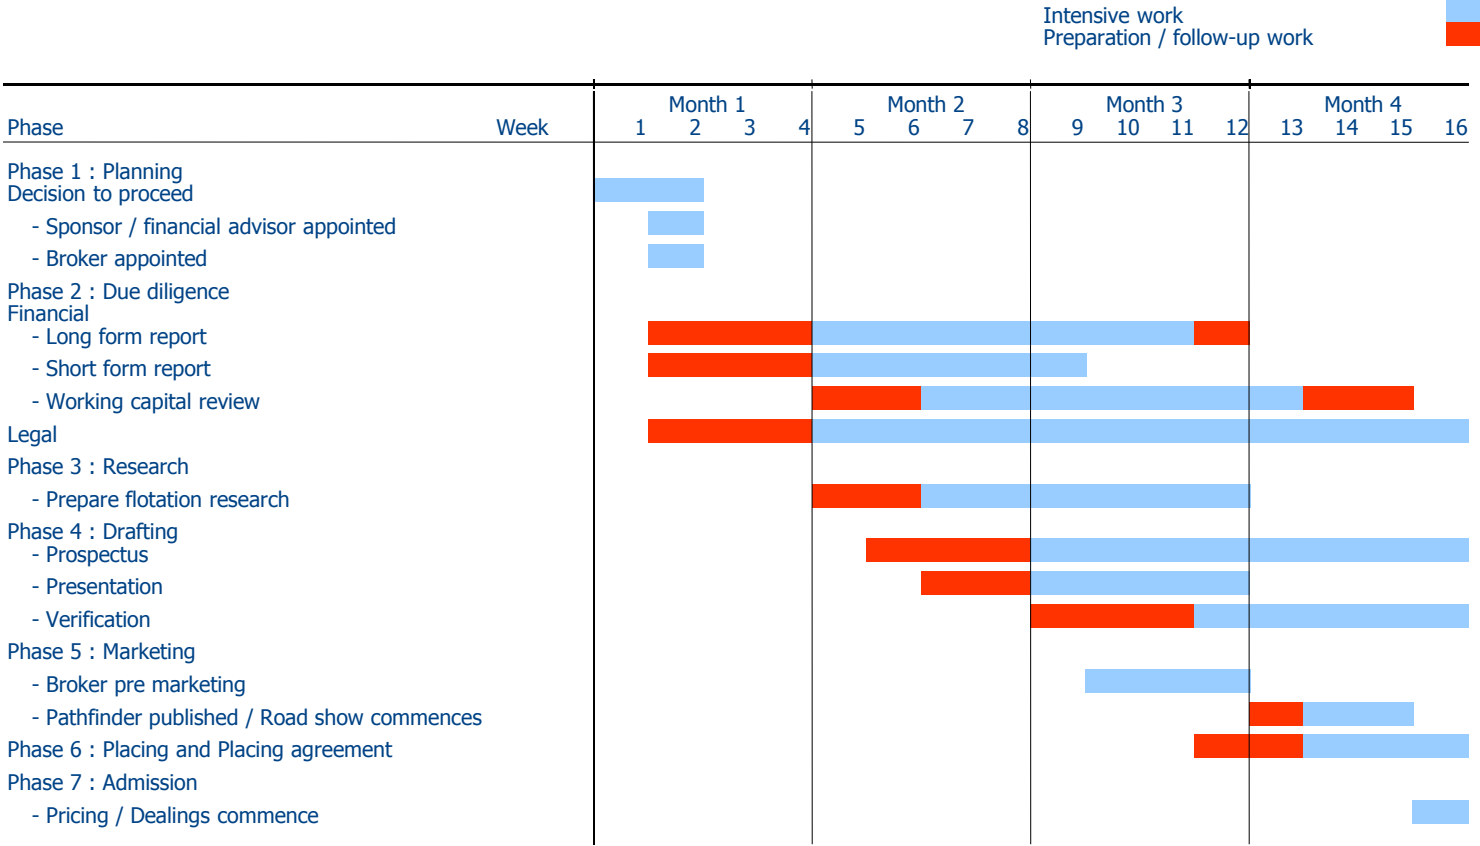 Intensive work
Preparation / follow-up work
Month 1 Month 2 Month 3 Month 4
Phase Week 1 2 3 4 5 6 7 8 9 10 11 12 13 14 15 16
Phase 1 : Planning
Decision to proceed
- Sponsor / financial advisor appointed
- Broker appointed
Phase 2 : Due diligence
Financial
- Long form report
- Short form report
- Working capital review
Legal
Phase 3 : Research
- Prepare flotation research
Phase 4 : Drafting
- Prospectus
- Presentation
- Verification
Phase 5 : Marketing
- Broker pre marketing
- Pathfinder published / Road show commences
Phase 6 : Placing and Placing agreement
Phase 7 : Admission
- Pricing / Dealings commence